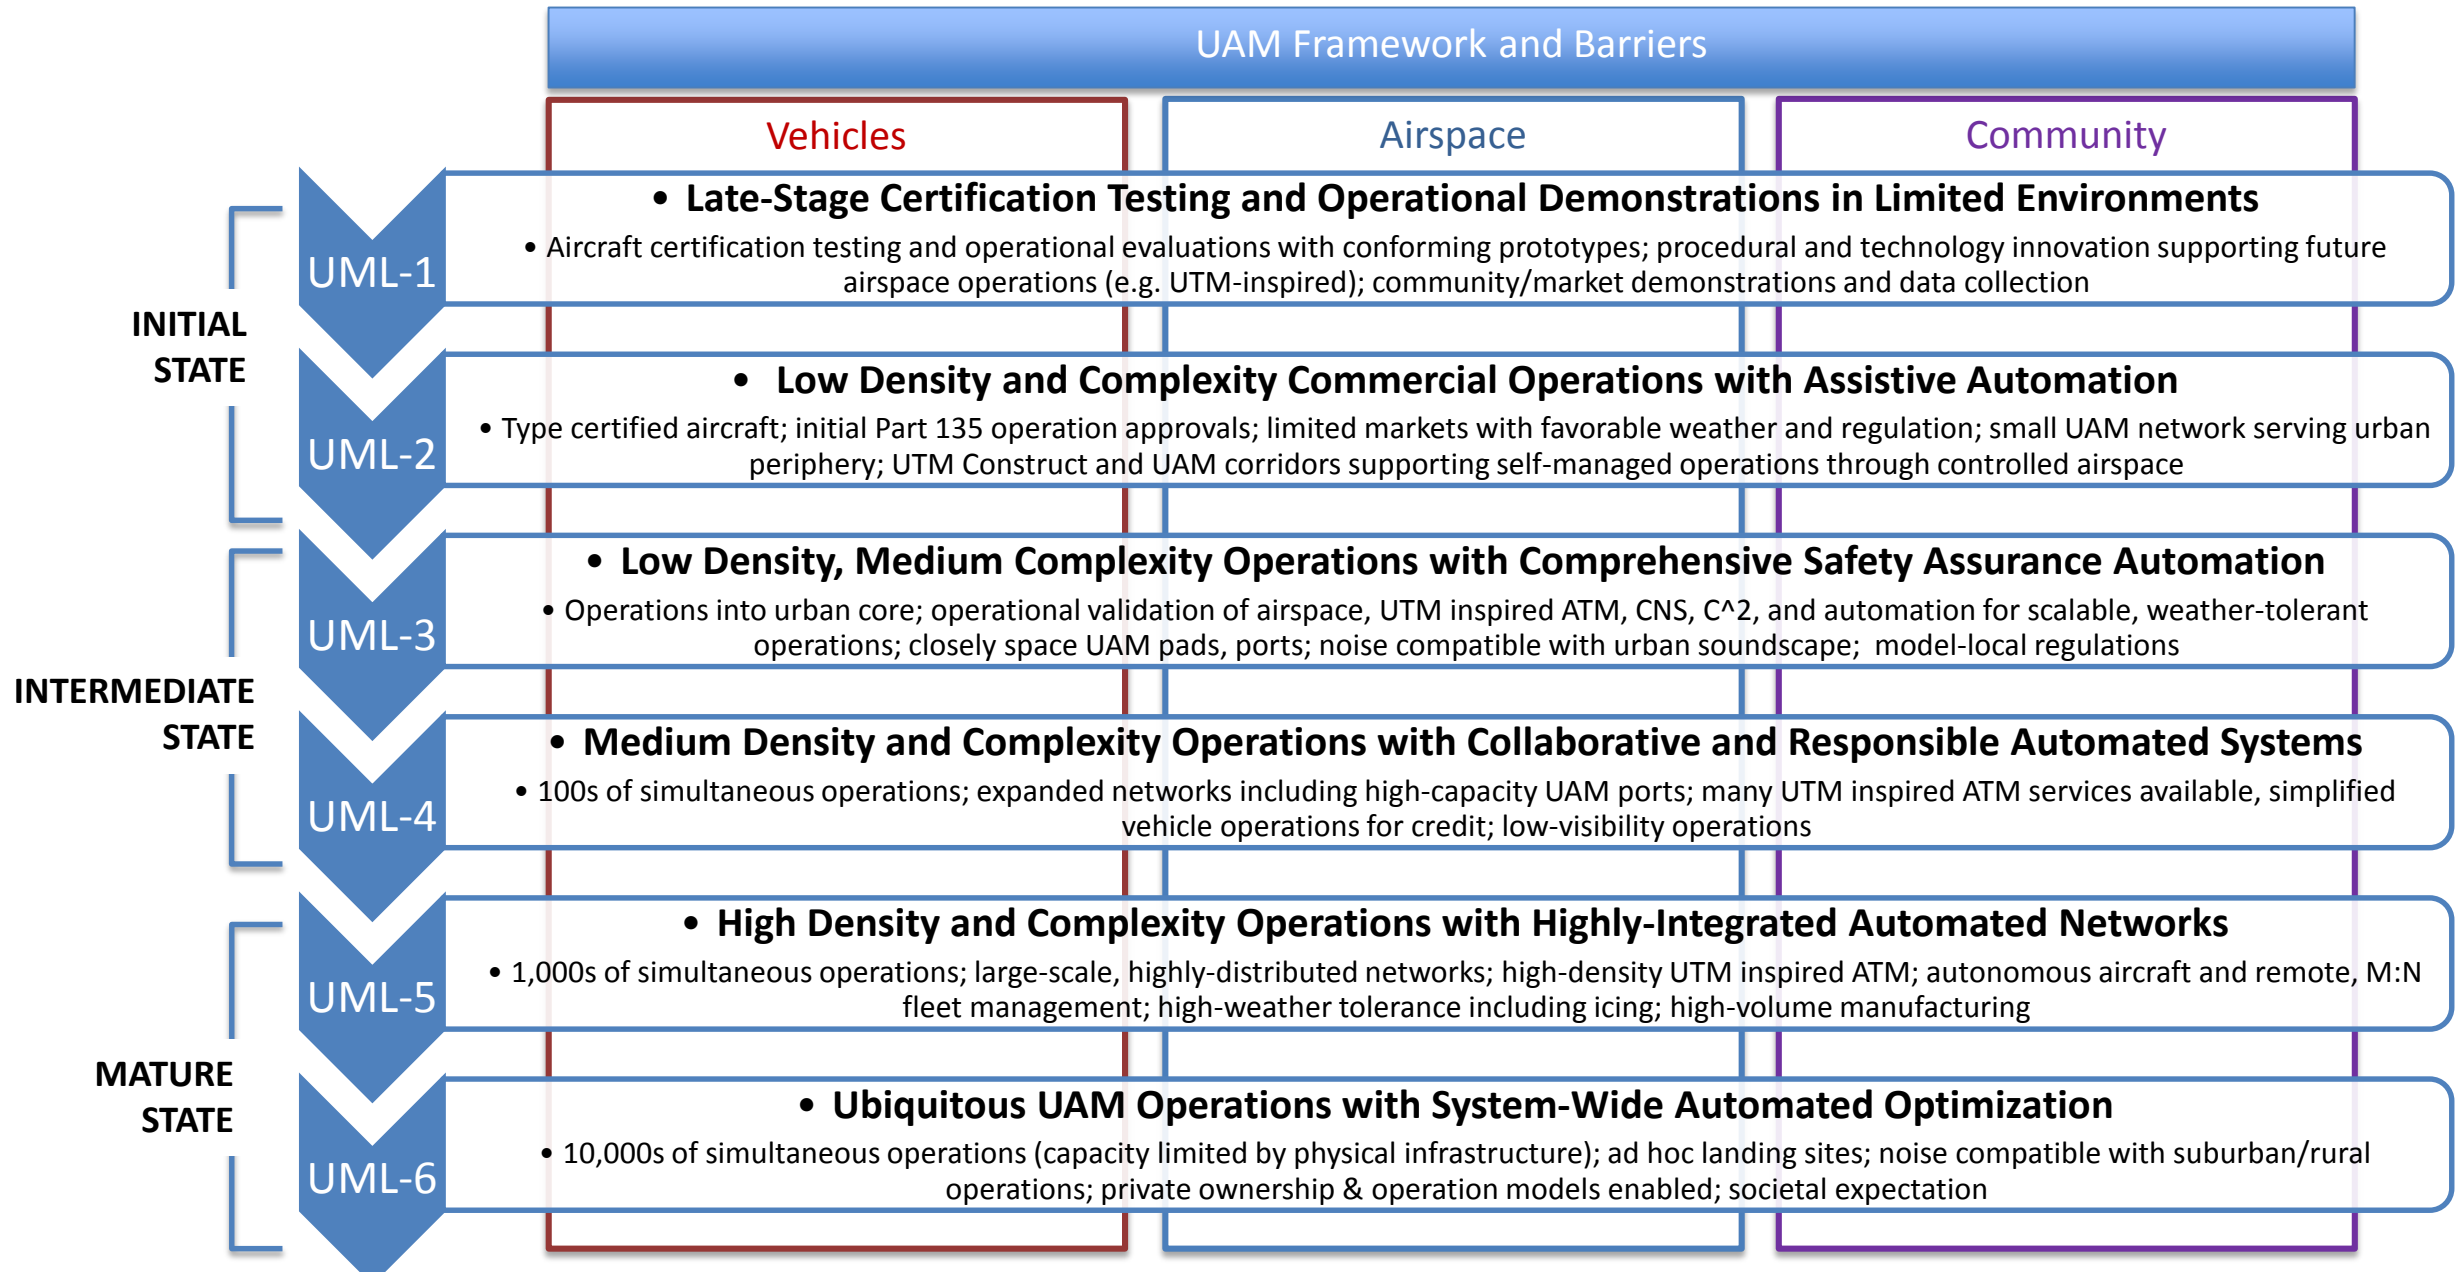 UAM Framework and Barriers
Vehicles
Airspace
Community
INITIAL
STATE
UML-1
• Late-Stage Certification Testing and Operational Demonstrations in Limited Environments
• Aircraft certification testing and operational evaluations with conforming prototypes; procedural and technology innovation supporting future
airspace operations (e.g. UTM-inspired); community/market demonstrations and data collection
UML-2
• Low Density and Complexity Commercial Operations with Assistive Automation
• Type certified aircraft; initial Part 135 operation approvals; limited markets with favorable weather and regulation; small UAM network serving urban
periphery; UTM Construct and UAM corridors supporting self-managed operations through controlled airspace
INTERMEDIATE
STATE
UML-3
• Low Density, Medium Complexity Operations with Comprehensive Safety Assurance Automation
• Operations into urban core; operational validation of airspace, UTM inspired ATM, CNS, C^2, and automation for scalable, weather-tolerant
operations; closely space UAM pads, ports; noise compatible with urban soundscape; model-local regulations
UML-4
• Medium Density and Complexity Operations with Collaborative and Responsible Automated Systems
• 100s of simultaneous operations; expanded networks including high-capacity UAM ports; many UTM inspired ATM services available, simplified
vehicle operations for credit; low-visibility operations
MATURE
STATE
UML-5
• High Density and Complexity Operations with Highly-Integrated Automated Networks
• 1,000s of simultaneous operations; large-scale, highly-distributed networks; high-density UTM inspired ATM; autonomous aircraft and remote, M:N
fleet management; high-weather tolerance including icing; high-volume manufacturing
UML-6
• Ubiquitous UAM Operations with System-Wide Automated Optimization
• 10,000s of simultaneous operations (capacity limited by physical infrastructure); ad hoc landing sites; noise compatible with suburban/rural
operations; private ownership & operation models enabled; societal expectation